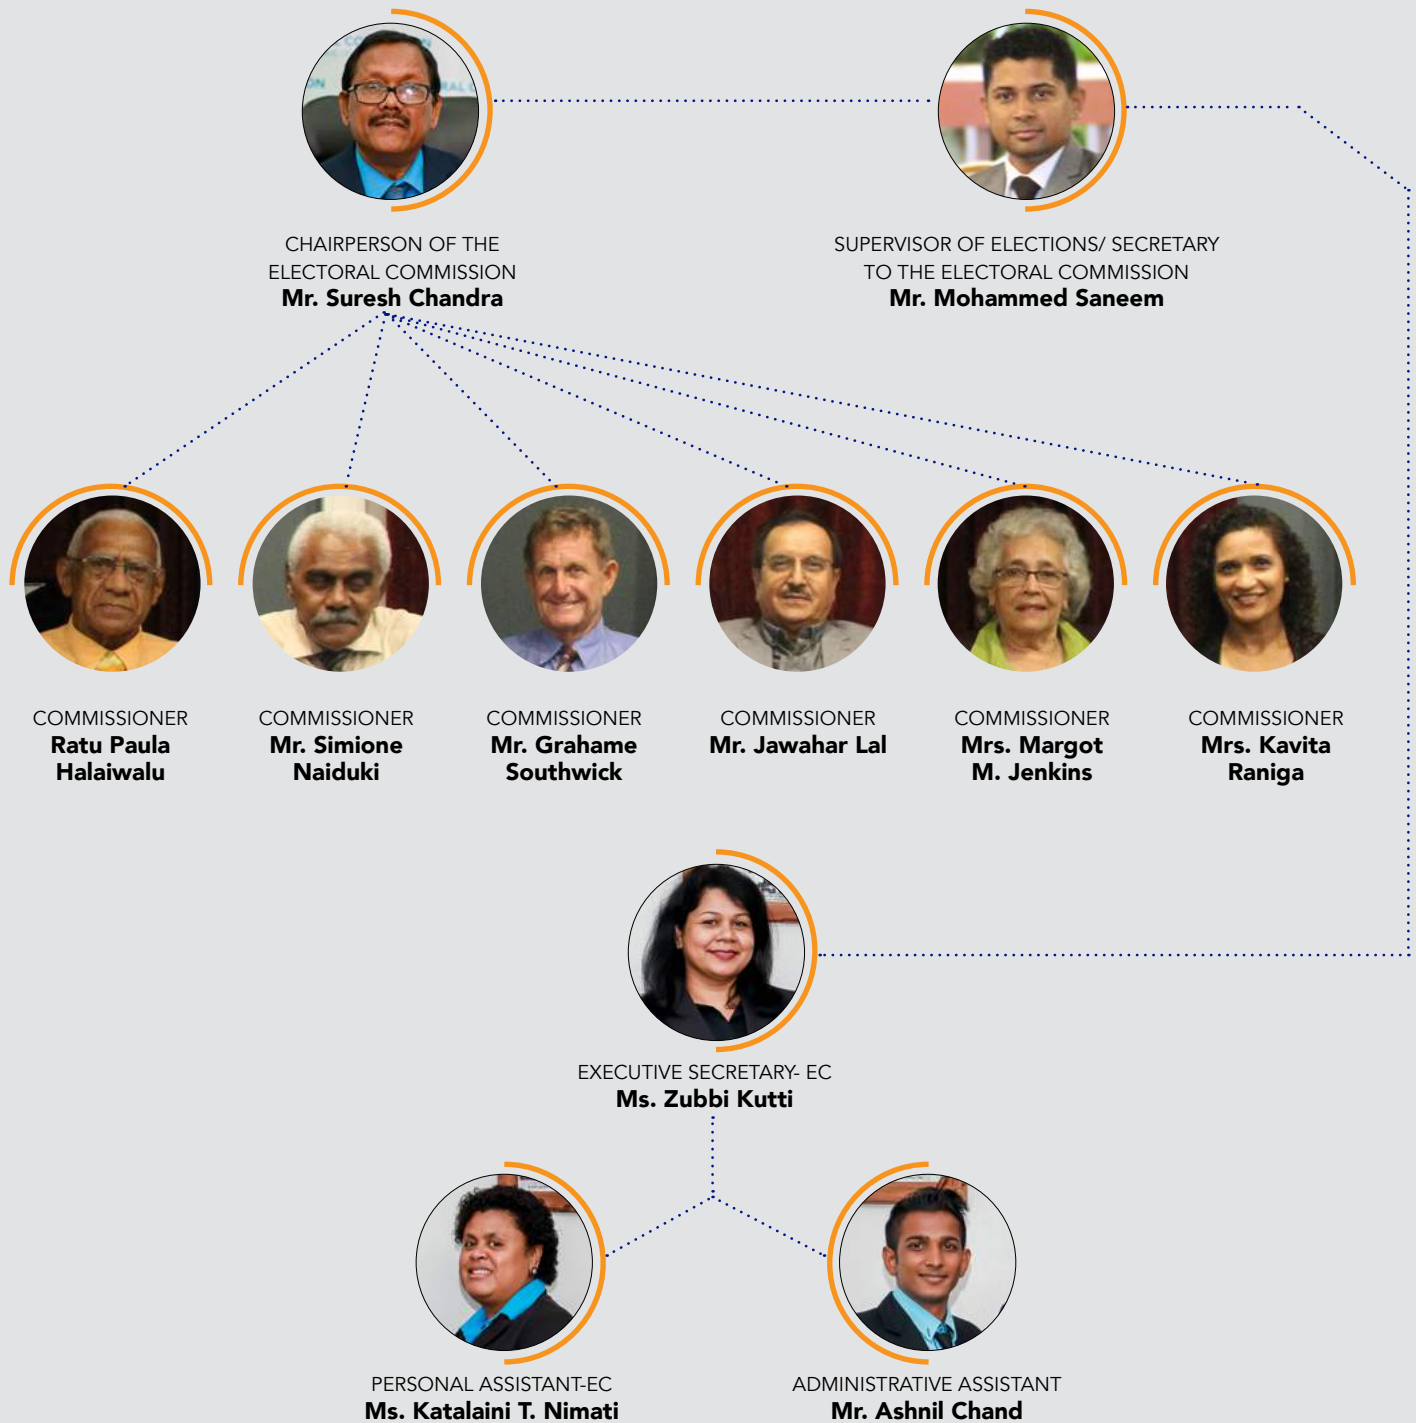 CHAIRPERSON OF THE
ELECTORAL COMMISSION
Mr. Suresh Chandra
SUPERVISOR OF ELECTIONS/ SECRETARY
TO THE ELECTORAL COMMISSION
Mr. Mohammed Saneem
COMMISSIONER
Ratu Paula
Halaiwalu
COMMISSIONER
Mr. Simione
Naiduki
COMMISSIONER
Mr. Grahame
Southwick
COMMISSIONER
Mr. Jawahar Lal
COMMISSIONER
Mrs. Margot
M. Jenkins
COMMISSIONER
Mrs. Kavita
Raniga
EXECUTIVE SECRETARY- EC
Ms. Zubbi Kutti
PERSONAL ASSISTANT-EC
Ms. Katalaini T. Nimati
ADMINISTRATIVE ASSISTANT
Mr. Ashnil Chand